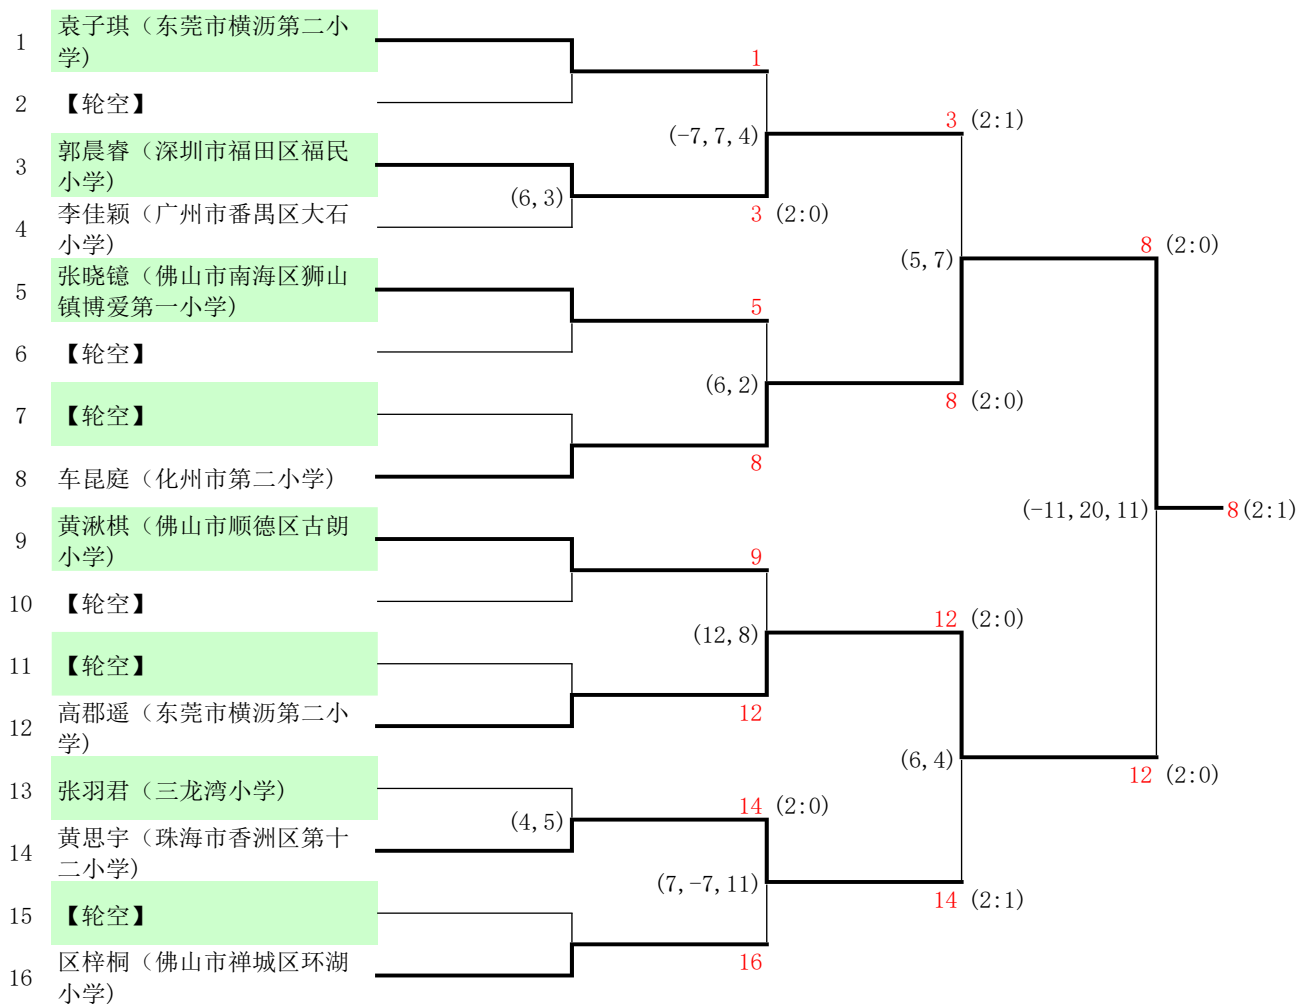 袁子琪（东莞市横沥第二小
学）
1
1
2
【轮空】
3 (2:1)
(-7, 7, 4)
郭晨睿（深圳市福田区福民
小学）
3
(6, 3)
3 (2:0)
李佳颖（广州市番禺区大石
小学）
4
8 (2:0)
(5, 7)
张晓镱（佛山市南海区狮山
镇博爱第一小学）
5
5
6
【轮空】
(6, 2)
8 (2:0)
7
【轮空】
8
8
车昆庭（化州市第二小学）
(-11, 20, 11)
8 (2:1)
黄湫棋（佛山市顺德区古朗
小学）
9
9
10
【轮空】
12 (2:0)
(12, 8)
11
【轮空】
高郡遥（东莞市横沥第二小
学）
12
12
(6, 4)
12 (2:0)
13
张羽君（三龙湾小学）
14 (2:0)
(4, 5)
黄思宇（珠海市香洲区第十
二小学）
14
(7, -7, 11)
14 (2:1)
15
【轮空】
区梓桐（佛山市禅城区环湖
小学）
16
16